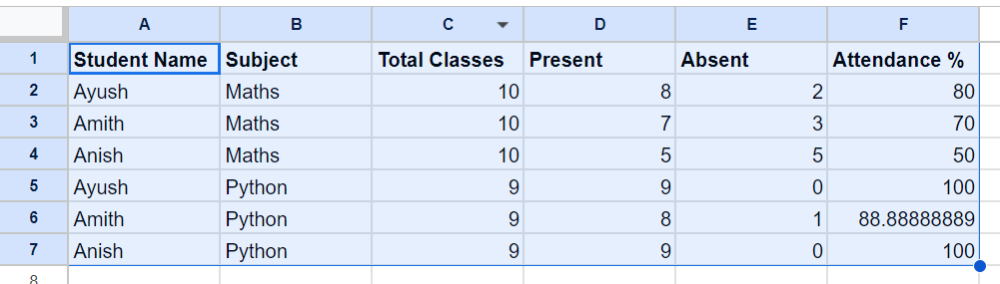 A B C D E F
1 Student Name Subject Total Classes Present Absent Attendance %
2 Ayush Maths 10 8 2 80
3 Amith Maths 10 7 3 70
4 Anish Maths 10 5 5 50
5 Ayush Python 9 9 0 100
6 Amith Python 9 8 1 88.88888889
7 Anish Python 9 9 0 100
8